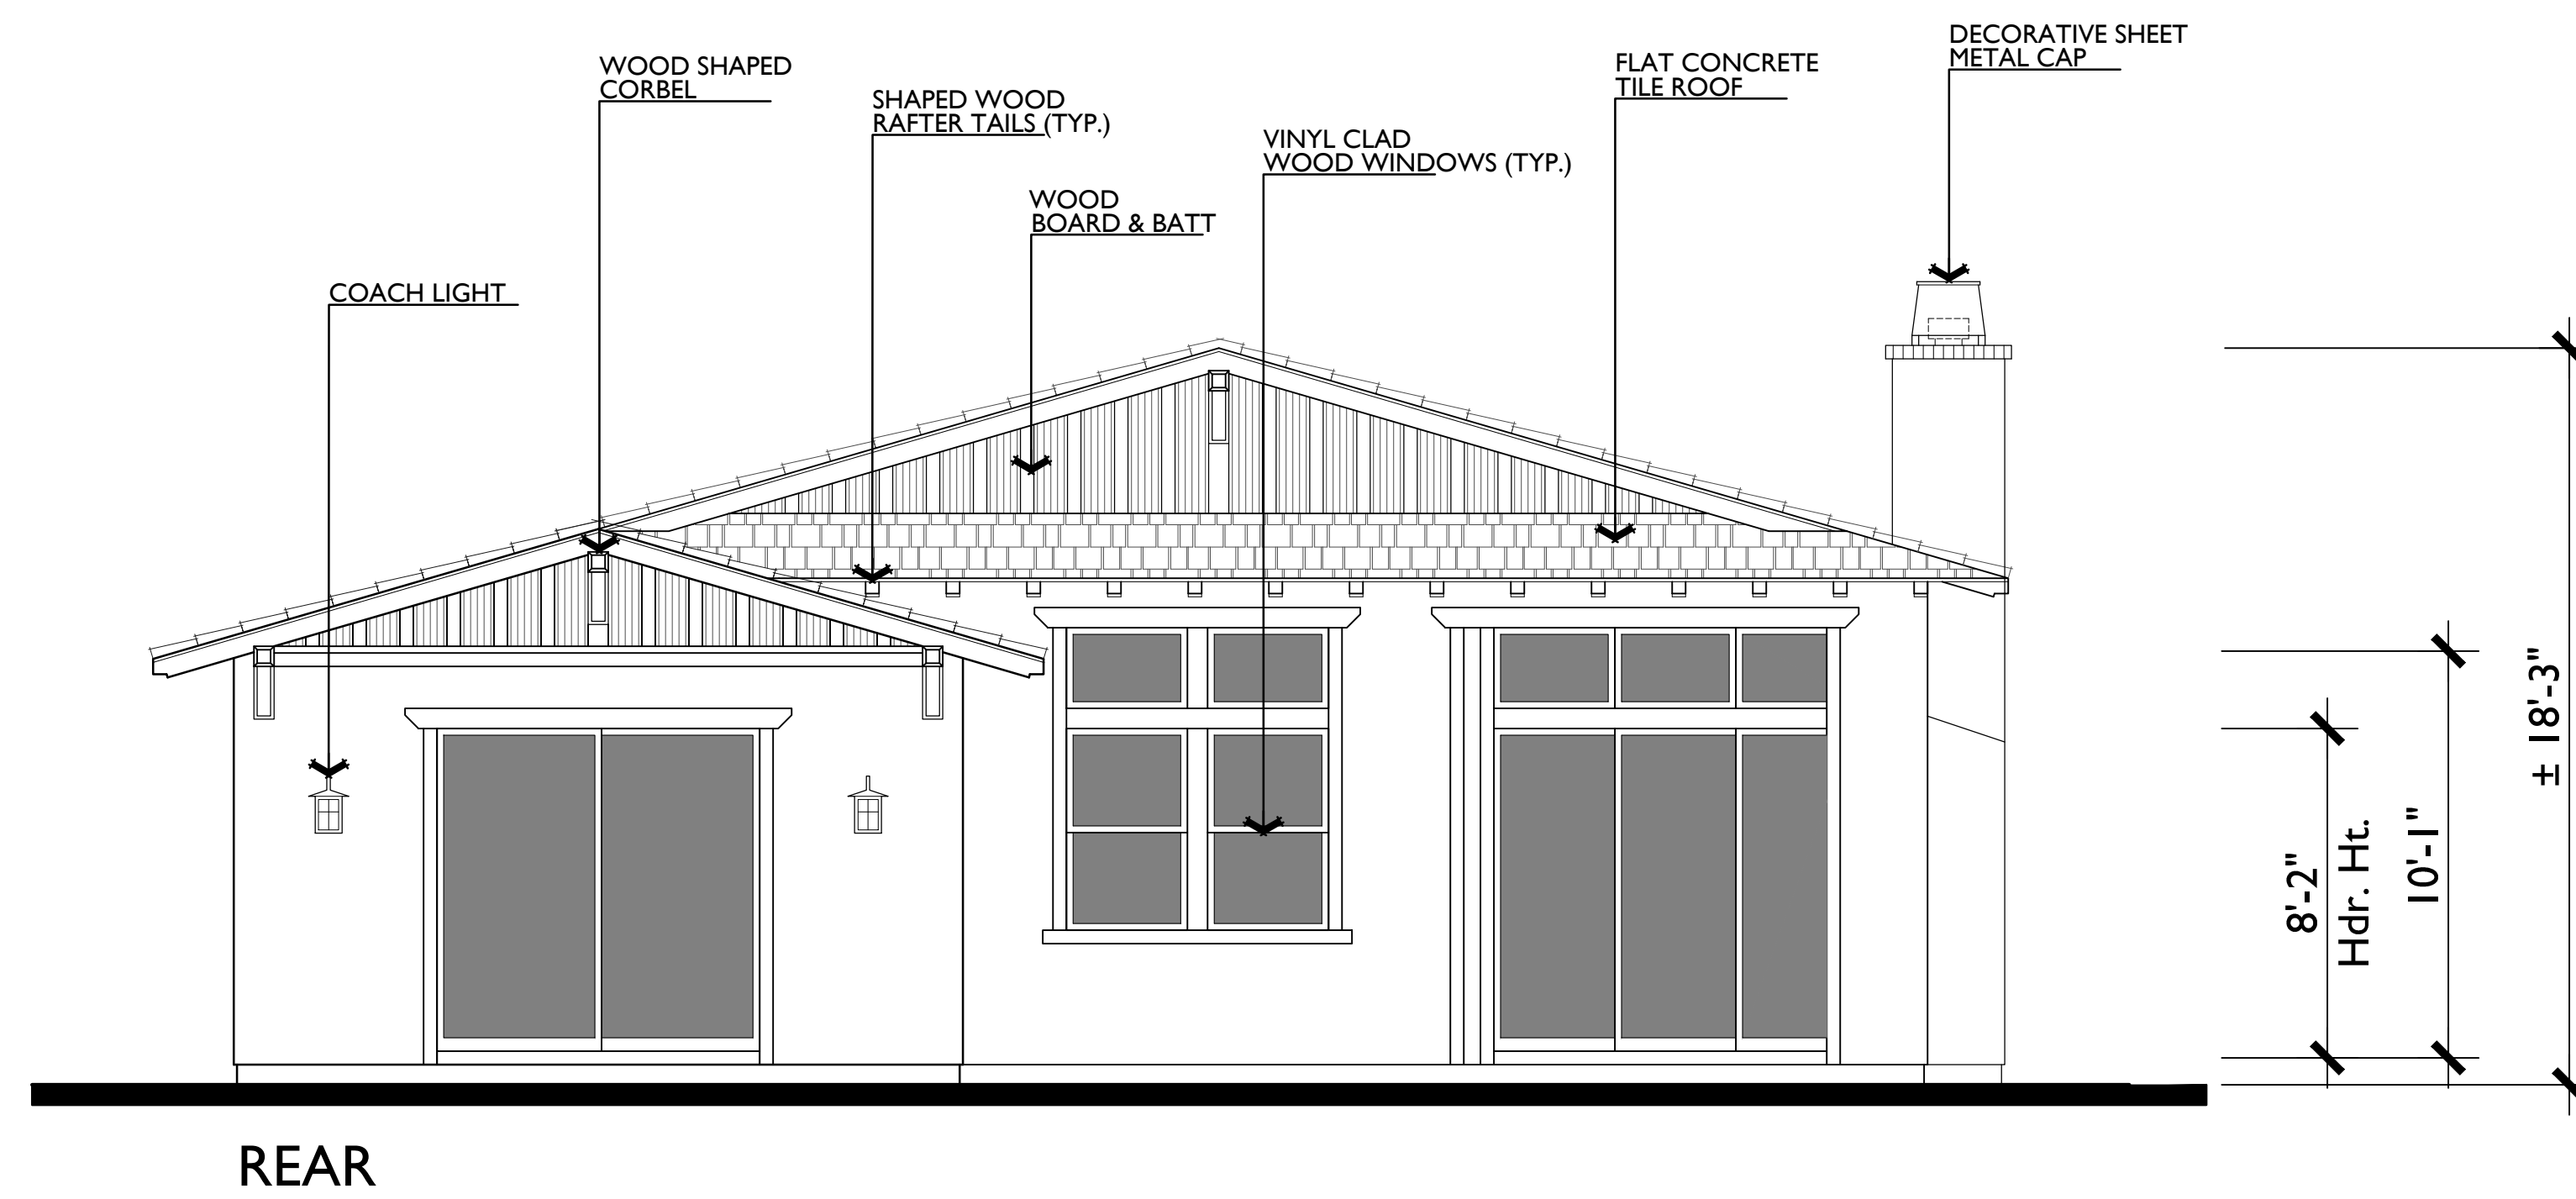 DECORATIVE SHEET
METAL CAP
WOOD SHAPED
CORBEL
FLAT CONCRETE
TILE ROOF
SHAPED WOOD
RAFTER TAILS (TYP.)
VINYL CLAD
WOOD WINDOWS (TYP.)
WOOD
BOARD & BATT
COACH LIGHT
8'-2"
Hdr. Ht.
10'-1"
± 18'-3"
REAR